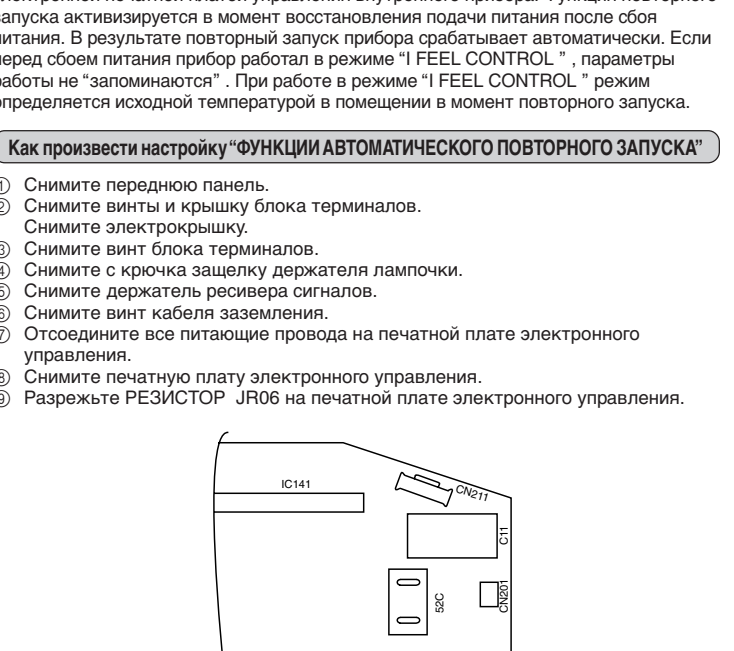 запуска активизируется в момент восстановления подачи питания после сбоя
питания. В результате повторный запуск прибора срабатывает автоматически. Если
перед сбоем питания прибор работал в режиме “I FEEL CONTROL ” , параметры
работы не “запоминаются” . При работе в режиме “I FEEL CONTROL ” режим
определяется исходной температурой в помещении в момент повторного запуска.
Как произвести настройку “ФУНКЦИИ АВТОМАТИЧЕСКОГО ПОВТОРНОГО ЗАПУСКА”
① Снимите переднюю панель.
② Снимите винты и крышку блока терминалов.
Снимите электрокрышку.
③ Снимите винт блока терминалов.
④ Снимите с крючка защелку держателя лампочки.
⑤ Снимите держатель ресивера сигналов.
⑥ Снимите винт кабеля заземления.
⑦ Отсоедините все питающие провода на печатной плате электронного
управления.
⑧ Снимите печатную плату электронного управления.
⑨ Разрежьте РЕЗИСТОР JR06 на печатной плате электронного управления.
IC141
CN211
C11
52C
CN201